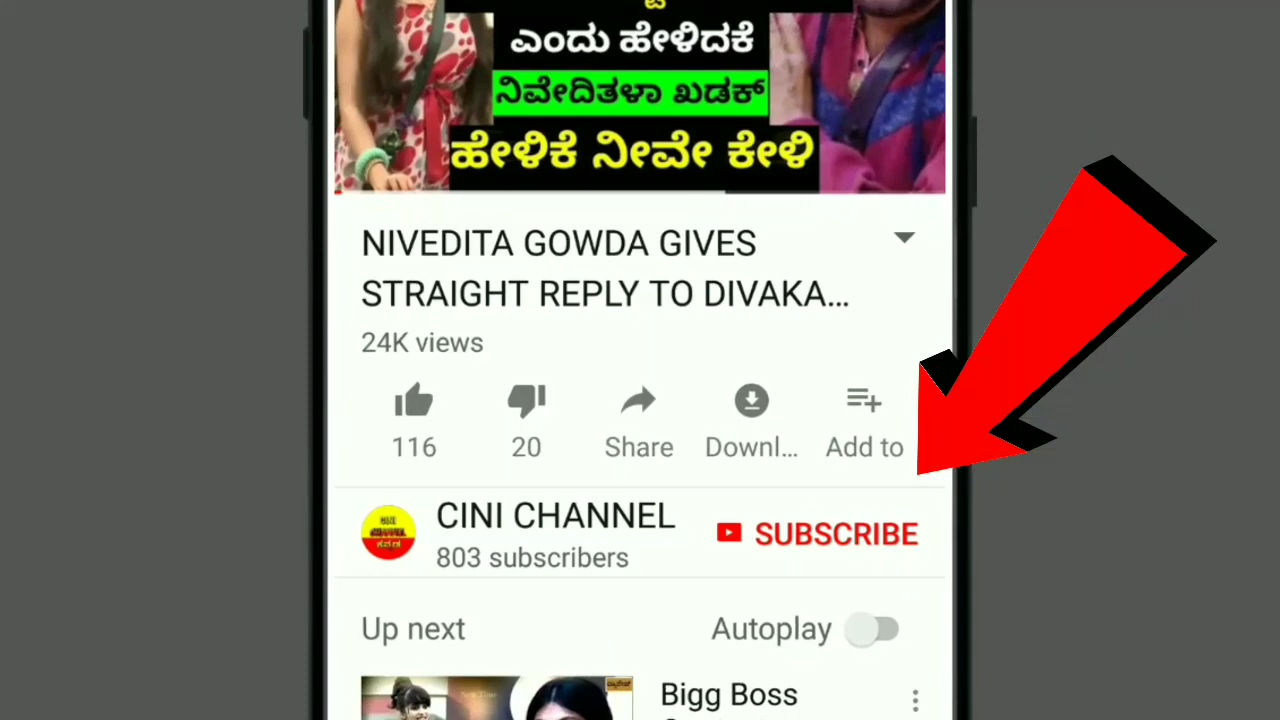 ಎಂದು ಹೇಳಿದಕೆ
ನಿವೇದಿತಳಾ ಖಡಕ್
ಹೇಳಿಕೆ ನೀವೇ ಕೇಳಿ
NIVEDITA GOWDA GIVES
STRAIGHT REPLY TO DIVAKA...
24K views
116 20 Share Downl... Add to
CINI CHANNEL SUBSCRIBE
803 subscribers
Up next Autoplay
Bigg Boss